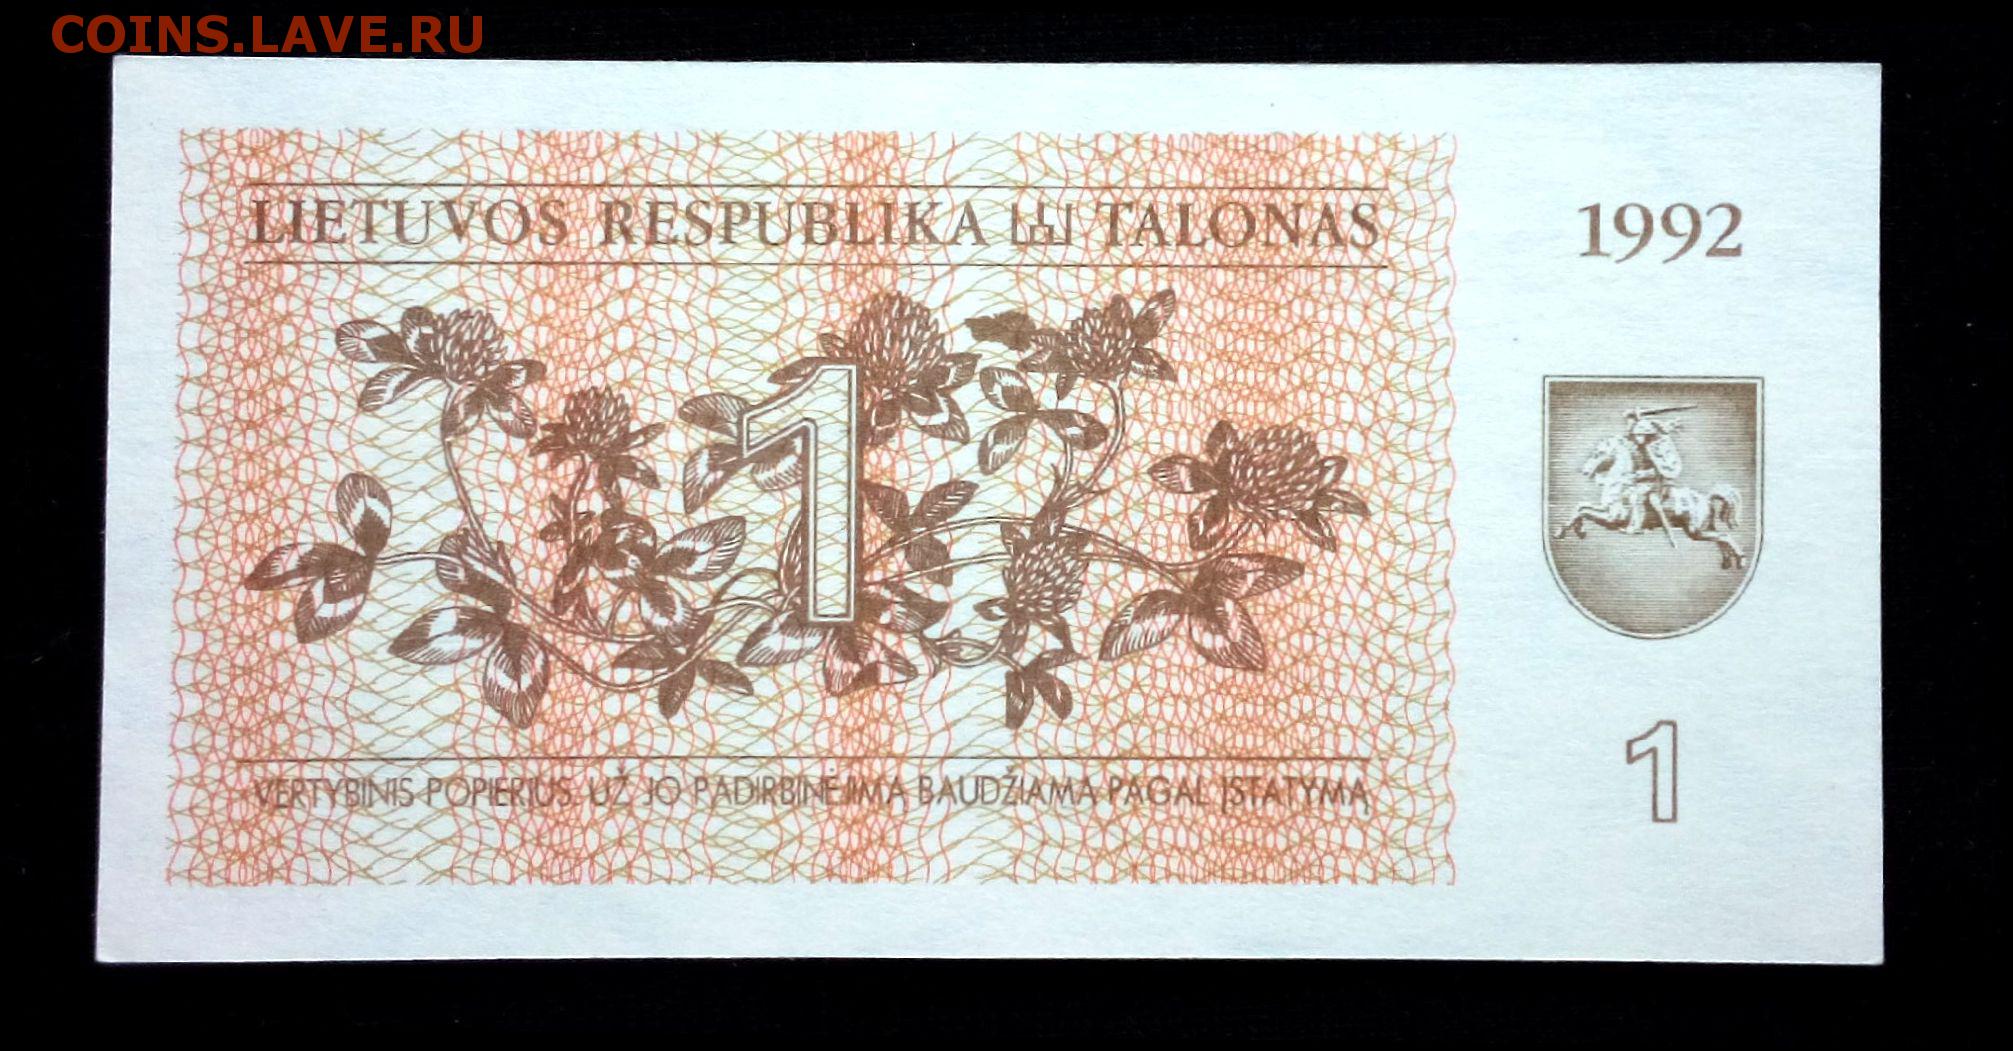 COINS.LAVE.RU
LIETUVOS RESPUBLIKA TALONAS
1992
1
1
VERTYBINIS POPIERIUS. UŽ JO PADIRBINĖJIMĄ BAUDŽIAMA PAGAL ĮSTATYMĄ